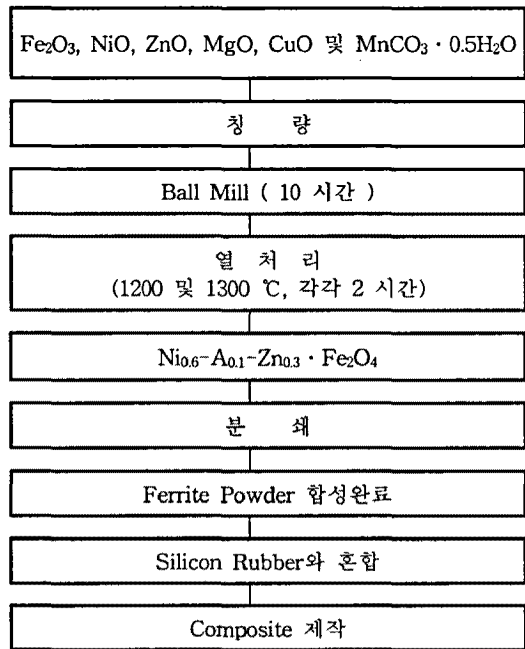 Fe₂O₃, NiO, ZnO, MgO, CuO 및 MnCO₃ · 0.5H₂O
칭 량
Ball Mill ( 10 시간 )
열 처 리
(1200 및 1300 ℃, 각각 2 시간)
Ni₀.₆-A₀.₁-Zn₀.₃ · Fe₂O₄
분 쇄
Ferrite Powder 합성완료
Silicon Rubber와 혼합
Composite 제작